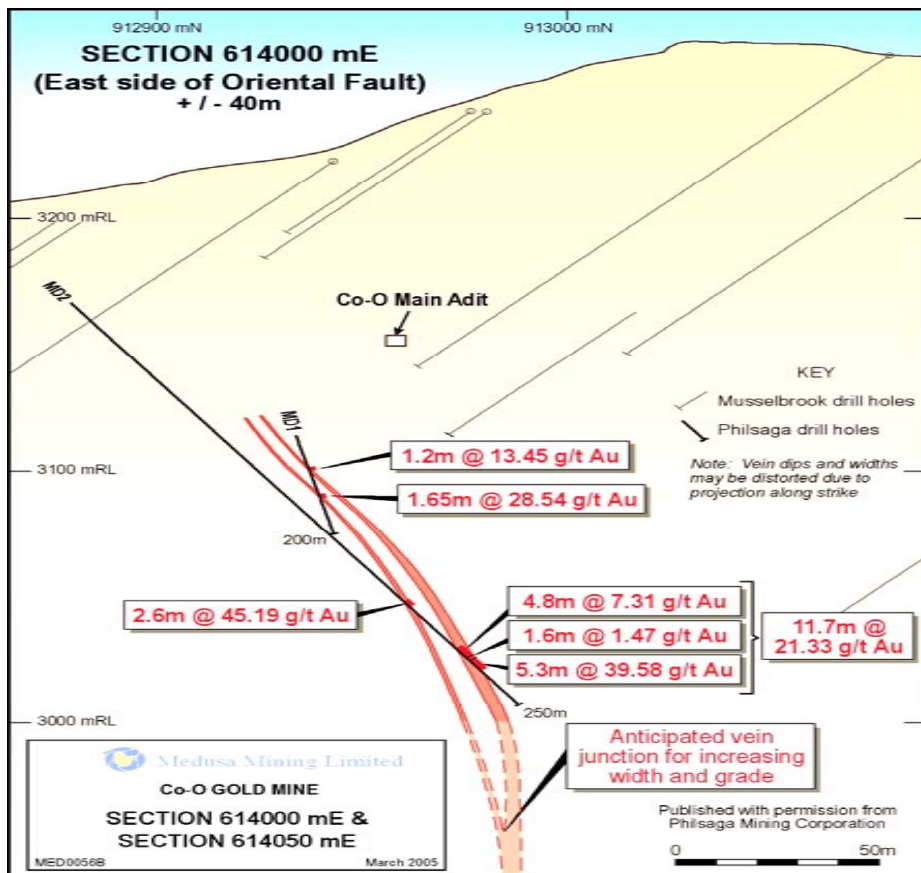 912900 mN
913000 mN
SECTION 614000 mE
(East side of Oriental Fault)
+ / - 40m
3200 mRL
MD2
Co-O Main Adit
KEY
Musselbrook drill holes
Philsaga drill holes
Note: Vein dips and widths
may be distorted due to
projection along strike
MD1
1.2m @ 13.45 g/t Au
3100 mRL
1.65m @ 28.54 g/t Au
200m
2.6m @ 45.19 g/t Au
4.8m @ 7.31 g/t Au
1.6m @ 1.47 g/t Au
5.3m @ 39.58 g/t Au
11.7m @
21.33 g/t Au
250m
3000 mRL
Anticipated vein
junction for increasing
width and grade
Medusa Mining Limited
Co-O GOLD MINE
SECTION 614000 mE &
SECTION 614050 mE
MED0056B
March 2005
Published with permission from
Philsaga Mining Corporation
0
50m